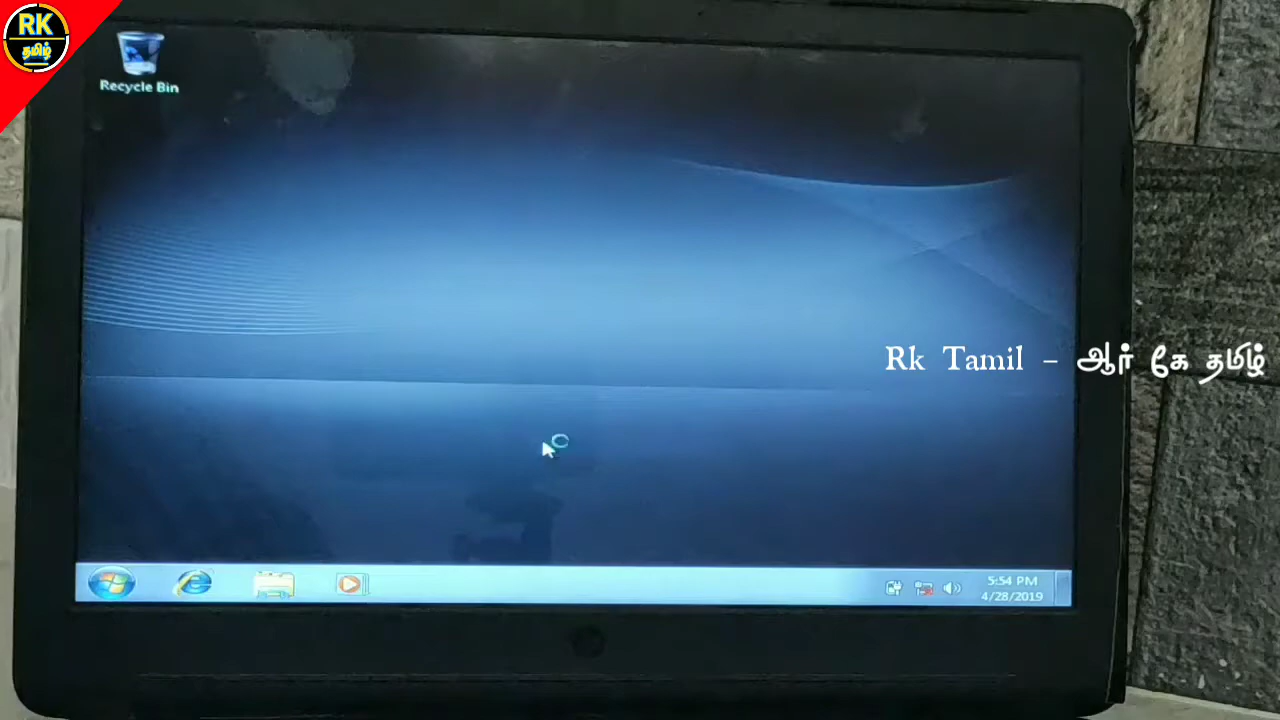 RK
தமிழ்
Recycle Bin
Rk Tamil – ஆர் கே தமிழ்
5:54 PM
4/28/2019